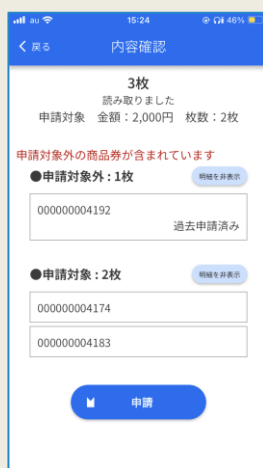 au 15:24 46%
戻る 内容確認
3枚
読み取りました
申請対象 金額：2,000円 枚数：2枚
申請対象外の商品券が含まれています
●申請対象外：1枚 明細を非表示
000000004192
過去申請済み
●申請対象：2枚 明細を非表示
000000004174
000000004183
申請